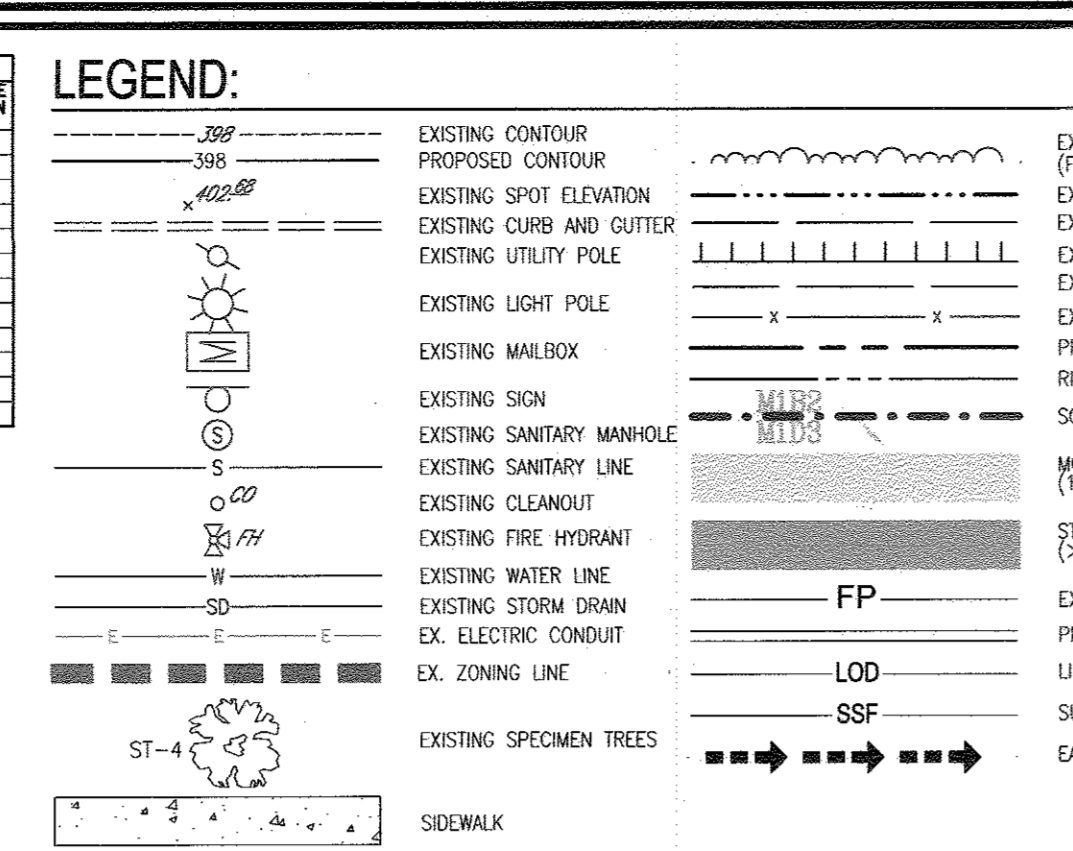 LEGEND:
398
EXISTING CONTOUR
398
PROPOSED CONTOUR
402.68
EXISTING SPOT ELEVATION
EXISTING CURB AND GUTTER
EXISTING UTILITY POLE
EXISTING LIGHT POLE
M
EXISTING MAILBOX
EXISTING SIGN
S
EXISTING SANITARY MANHOLE
S
EXISTING SANITARY LINE
CO
EXISTING CLEANOUT
FH
EXISTING FIRE HYDRANT
W
EXISTING WATER LINE
SD
EXISTING STORM DRAIN
E E E
EX. ELECTRIC CONDUIT
EX. ZONING LINE
ST-4
EXISTING SPECIMEN TREES
SIDEWALK
X X
M1B2
M1D3
FP
LOD
SSF